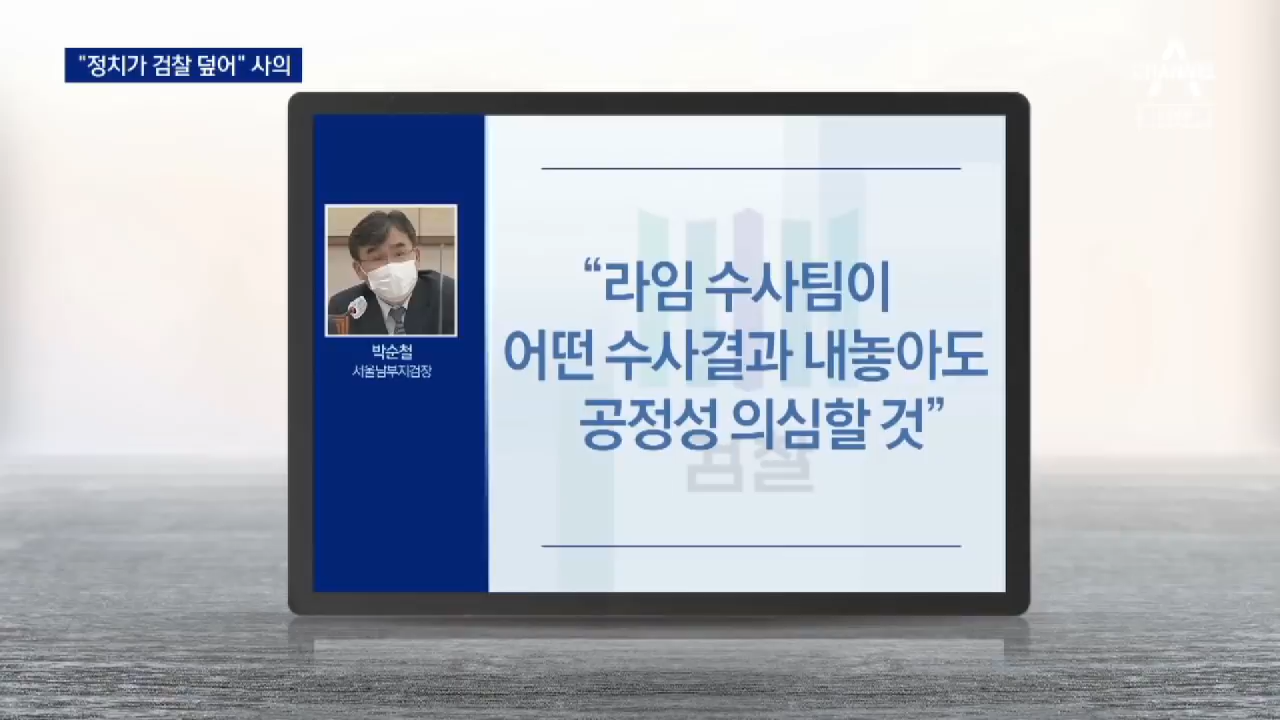 "정치가 검찰 덮어" 사의
박순철
서울남부지검장
“라임 수사팀이
어떤 수사결과 내놓아도
공정성 의심할 것”
검찰